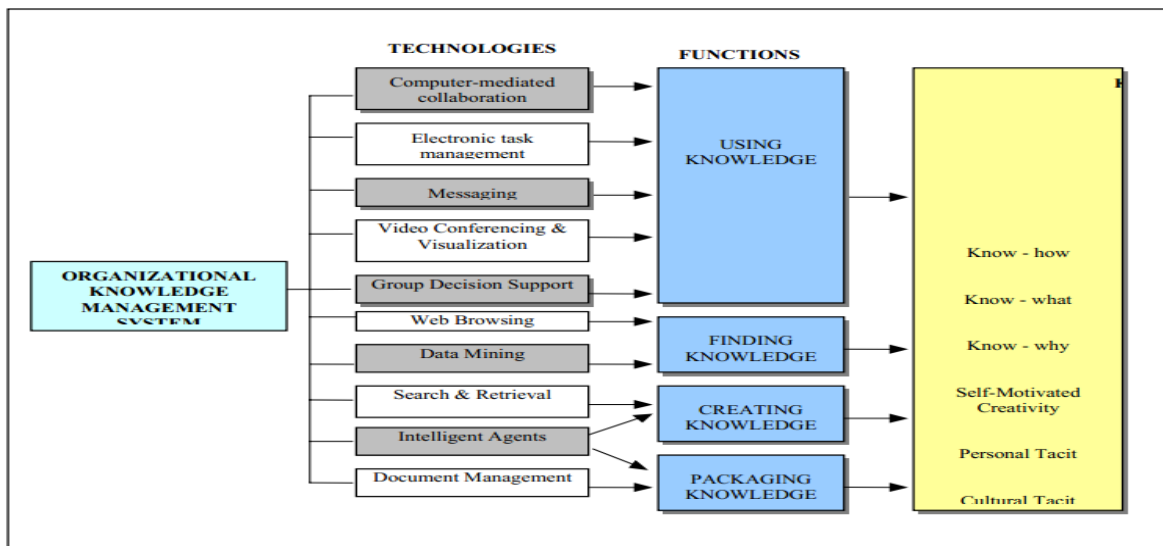 TECHNOLOGIES
FUNCTIONS
Computer-mediated
collaboration
Electronic task
management
Messaging
Video Conferencing &
Visualization
Group Decision Support
Web Browsing
Data Mining
Search & Retrieval
Intelligent Agents
Document Management
ORGANIZATIONAL
KNOWLEDGE
MANAGEMENT
SYSTEM
USING
KNOWLEDGE
FINDING
KNOWLEDGE
CREATING
KNOWLEDGE
PACKAGING
KNOWLEDGE
Know - how
Know - what
Know - why
Self-Motivated
Creativity
Personal Tacit
Cultural Tacit